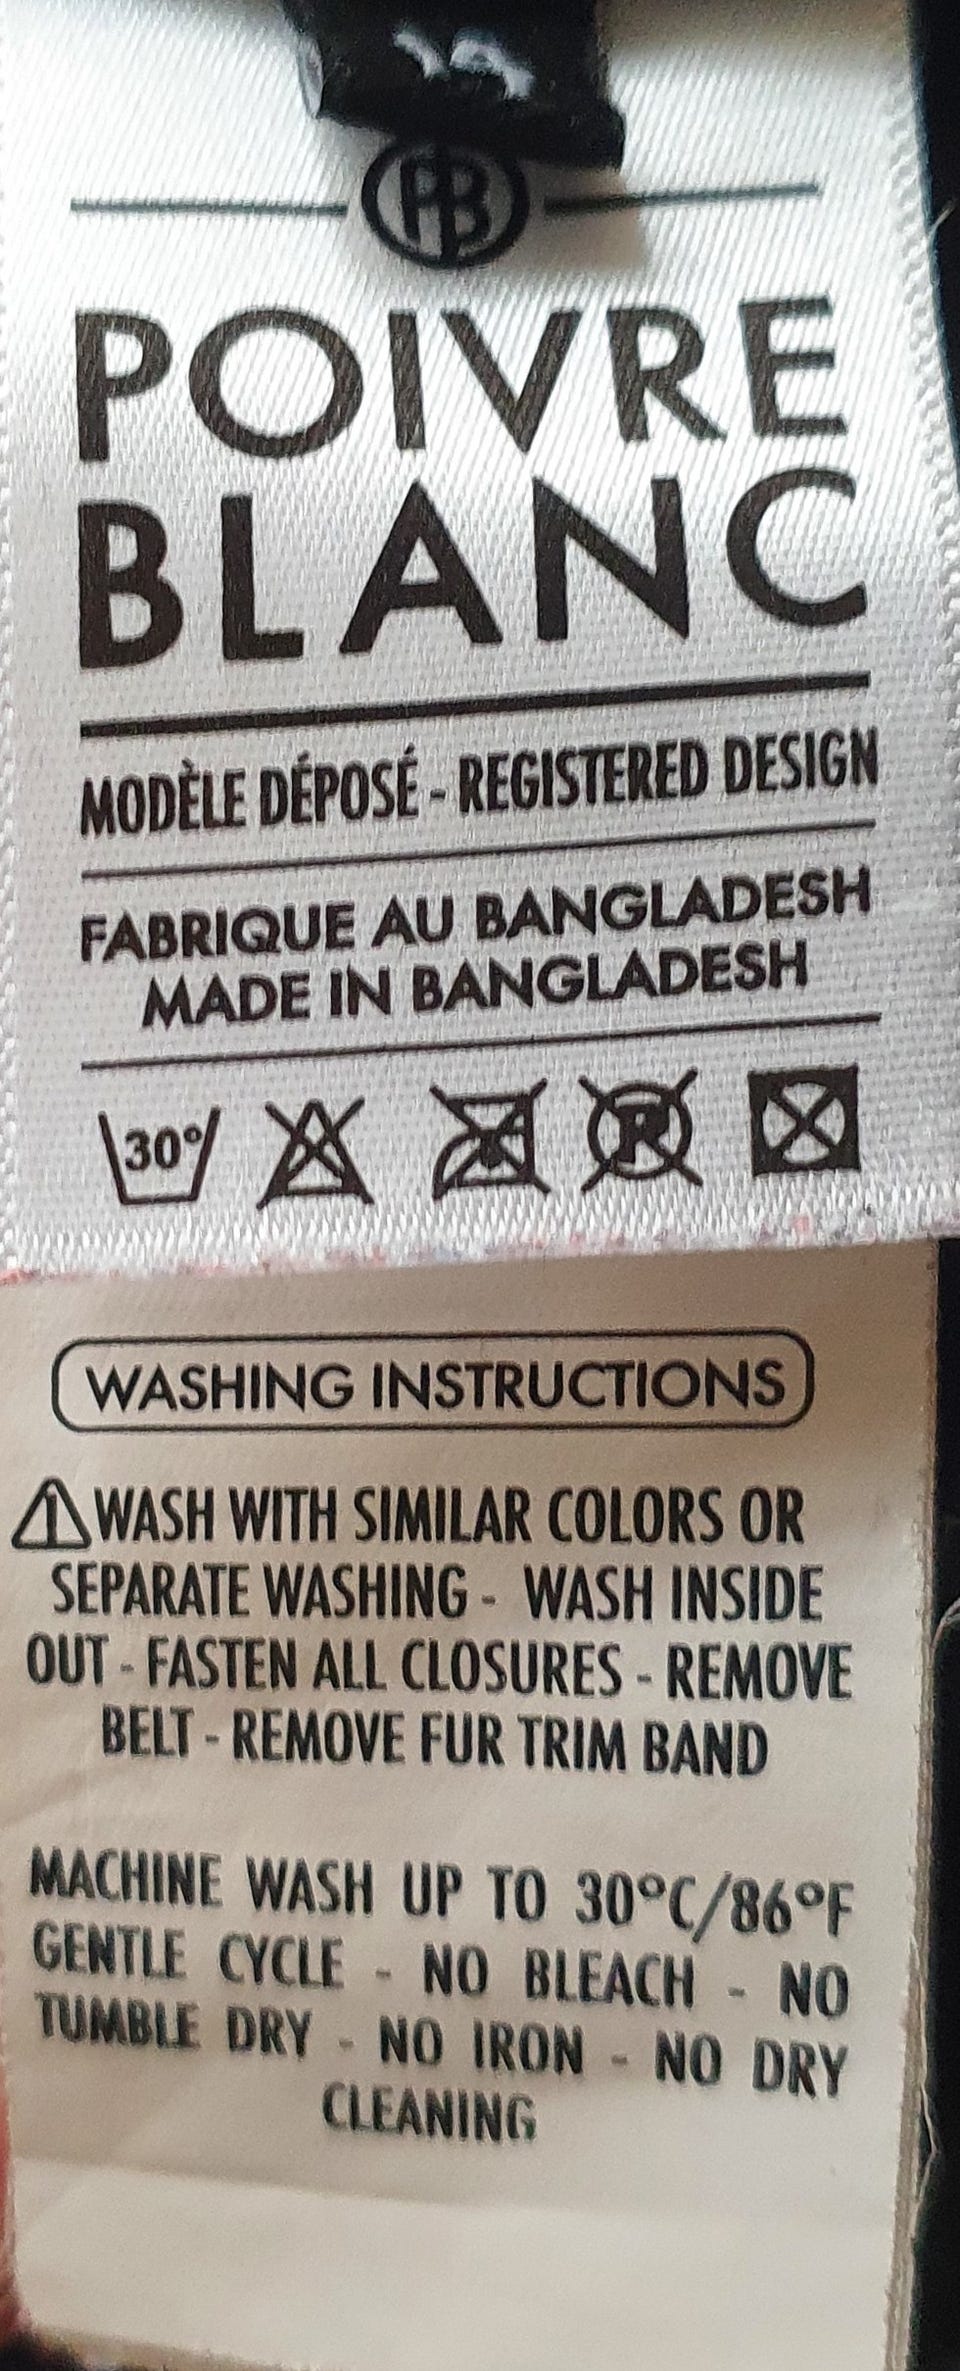 PB
POIVRE
BLANC
MODÈLE DÉPOSÉ - REGISTERED DESIGN
FABRIQUE AU BANGLADESH
MADE IN BANGLADESH
30°
WASHING INSTRUCTIONS
WASH WITH SIMILAR COLORS OR
SEPARATE WASHING - WASH INSIDE
OUT - FASTEN ALL CLOSURES - REMOVE
BELT - REMOVE FUR TRIM BAND
MACHINE WASH UP TO 30°C/86°F
GENTLE CYCLE - NO BLEACH - NO
TUMBLE DRY - NO IRON - NO DRY
CLEANING